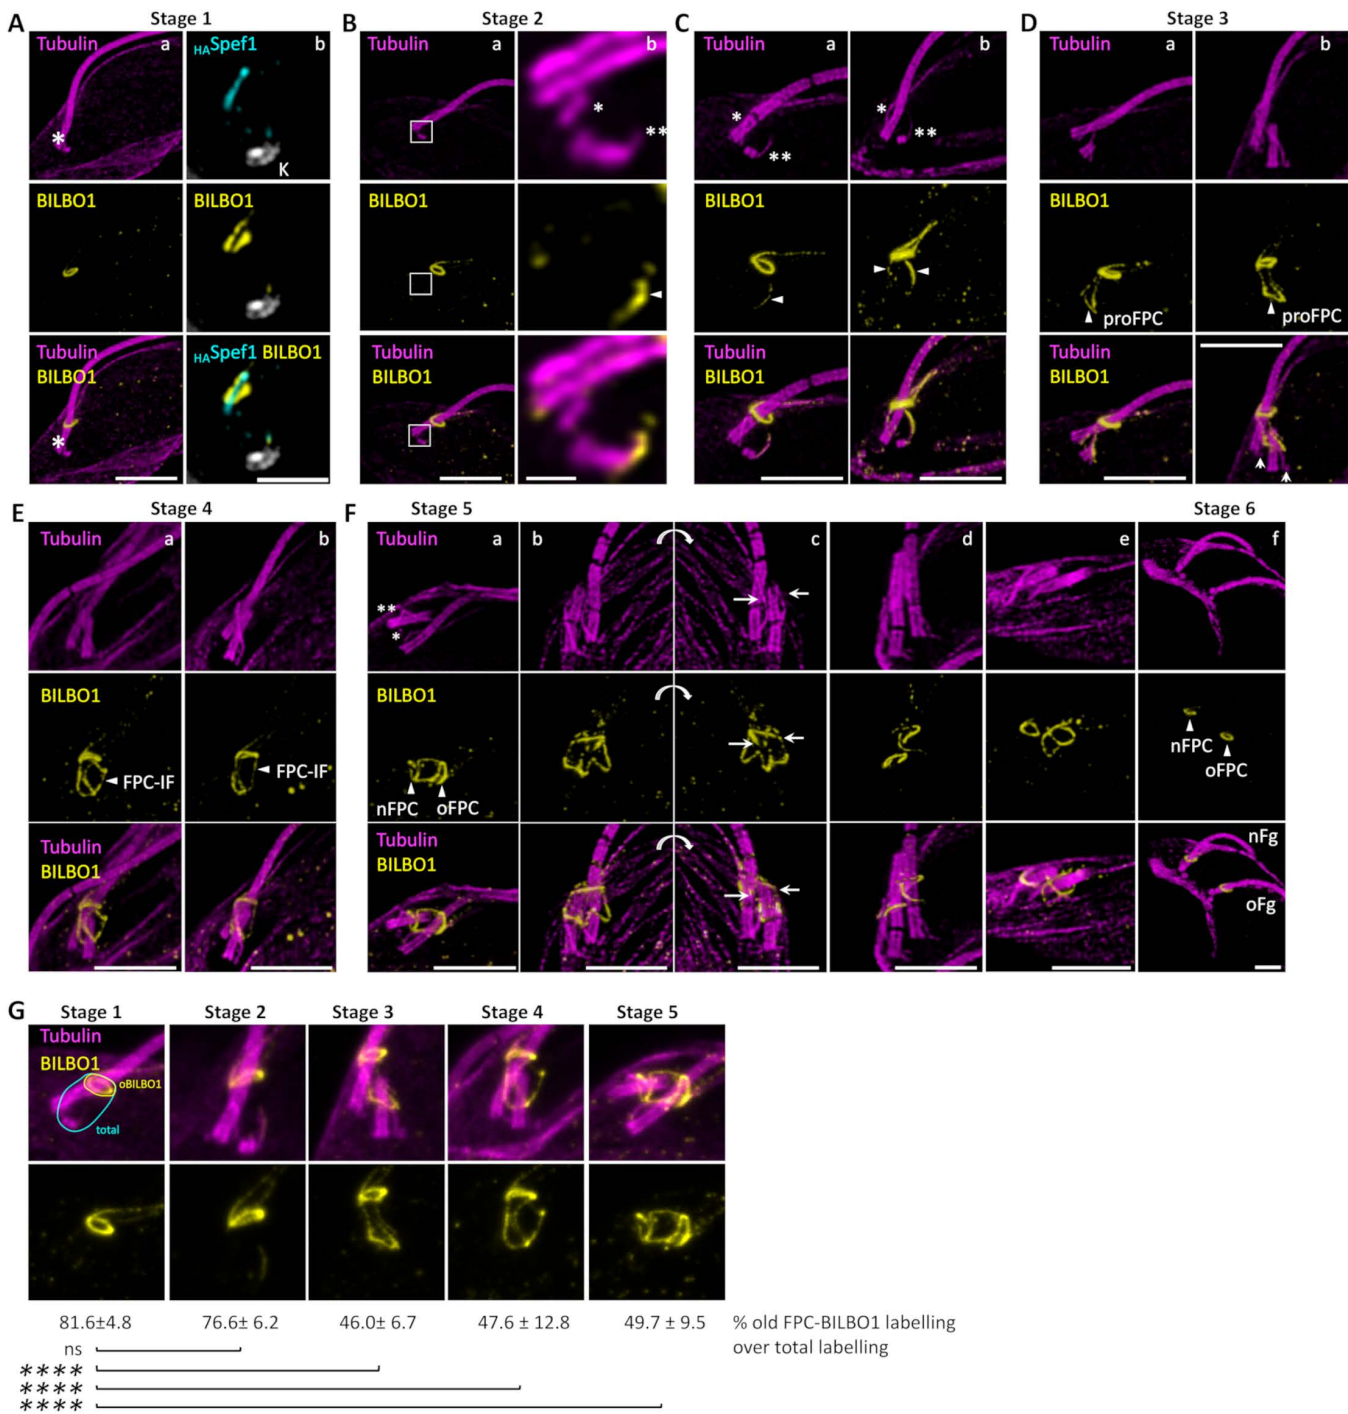 A
Stage 1
B
Stage 2
C
D
Stage 3
Tubulin a
HASpef1 b
K
Tubulin a
b
*
**
a
b
Tubulin a
b
*
*
**
*
**
BILBO1
BILBO1
BILBO1
BILBO1
BILBO1
proFPC
proFPC
Tubulin
BILBO1
*
HASpef1 BILBO1
Tubulin
BILBO1
Tubulin
BILBO1
Tubulin
BILBO1
E
Stage 4
F
Stage 5
Stage 6
Tubulin a
b
Tubulin a
b
c
d
e
f
**
*
BILBO1
FPC-IF
FPC-IF
BILBO1
nFPC
oFPC
nFPC
oFPC
Tubulin
BILBO1
Tubulin
BILBO1
nFg
oFg
G
Stage 1
Stage 2
Stage 3
Stage 4
Stage 5
Tubulin
BILBO1
oBILBO1
total
81.6±4.8 76.6± 6.2 46.0± 6.7 47.6 ± 12.8 49.7 ± 9.5 % old FPC-BILBO1 labelling
over total labelling
ns
****
****
****